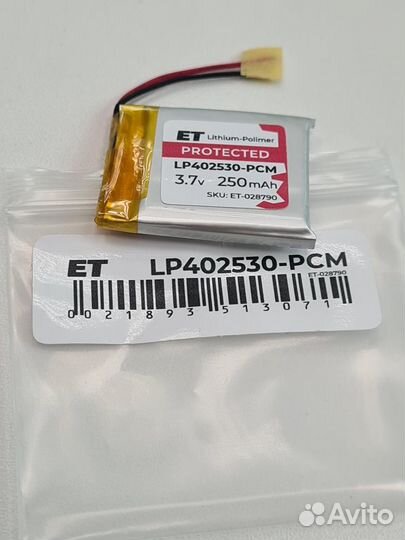 ET Lithium-Polimer
PROTECTED
LP402530-PCM
3.7v 250mAh
SKU: ET-028790
ET LP402530-PCM
ET-028790
0021893513071
Avito